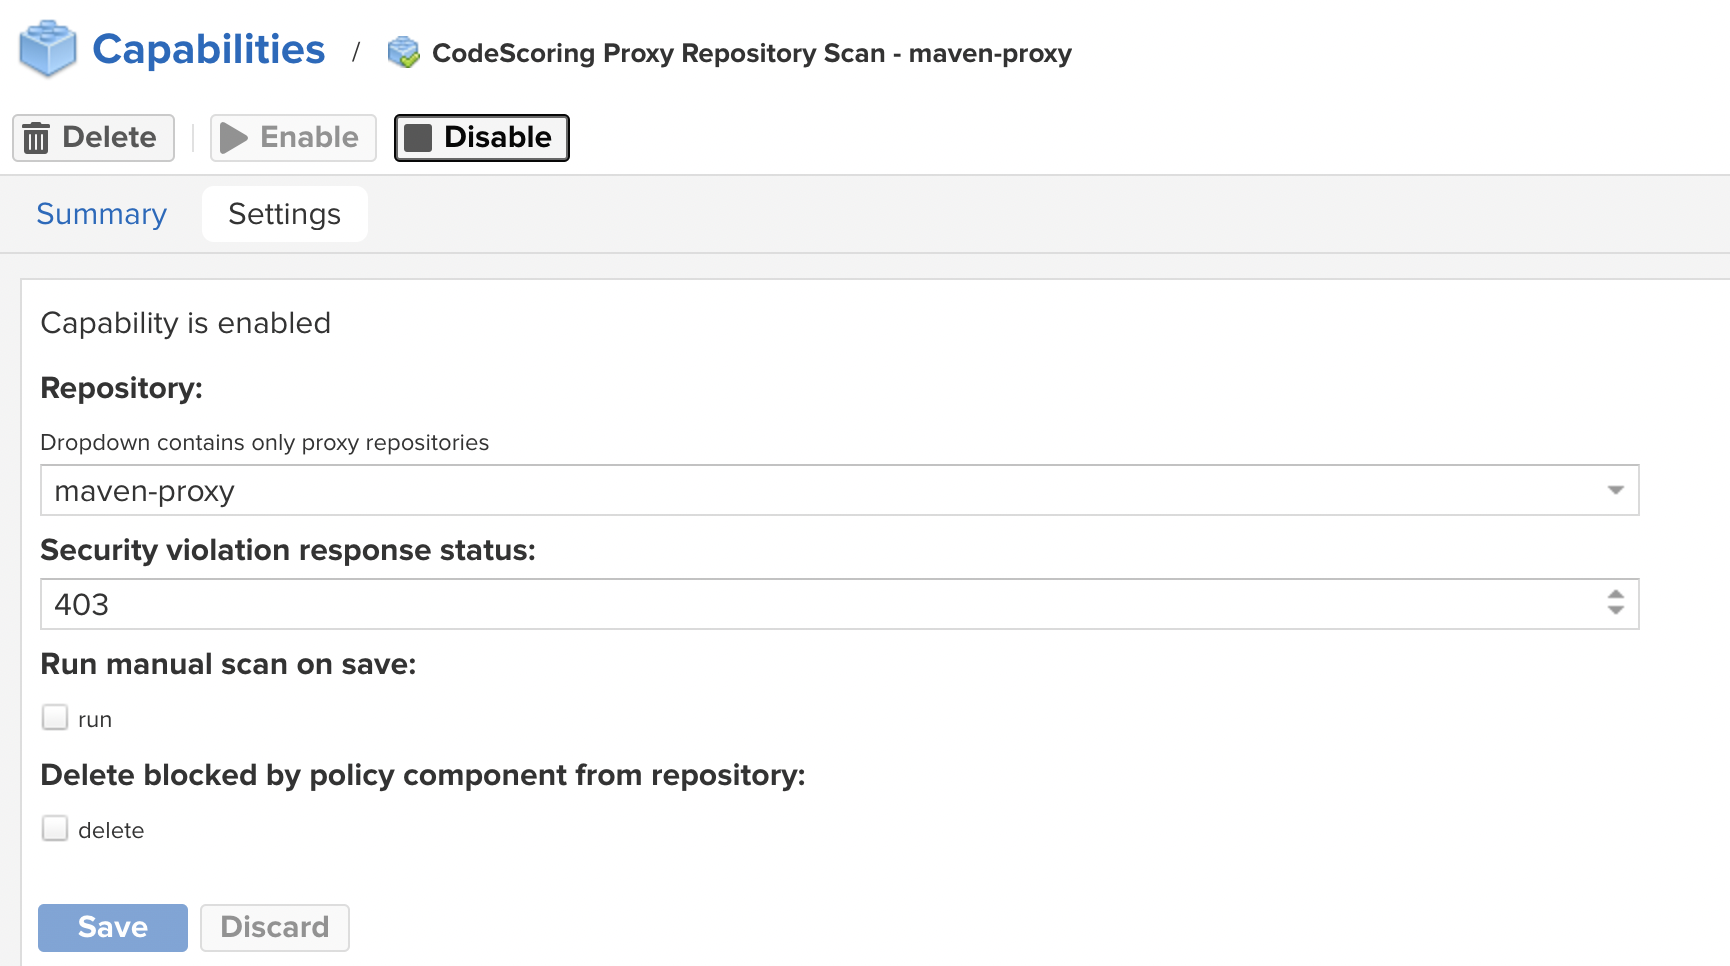 Capabilities / CodeScoring Proxy Repository Scan - maven-proxy
Delete Enable Disable
Summary Settings
Capability is enabled
Repository:
Dropdown contains only proxy repositories
maven-proxy
Security violation response status:
403
Run manual scan on save:
run
Delete blocked by policy component from repository:
delete
Save Discard